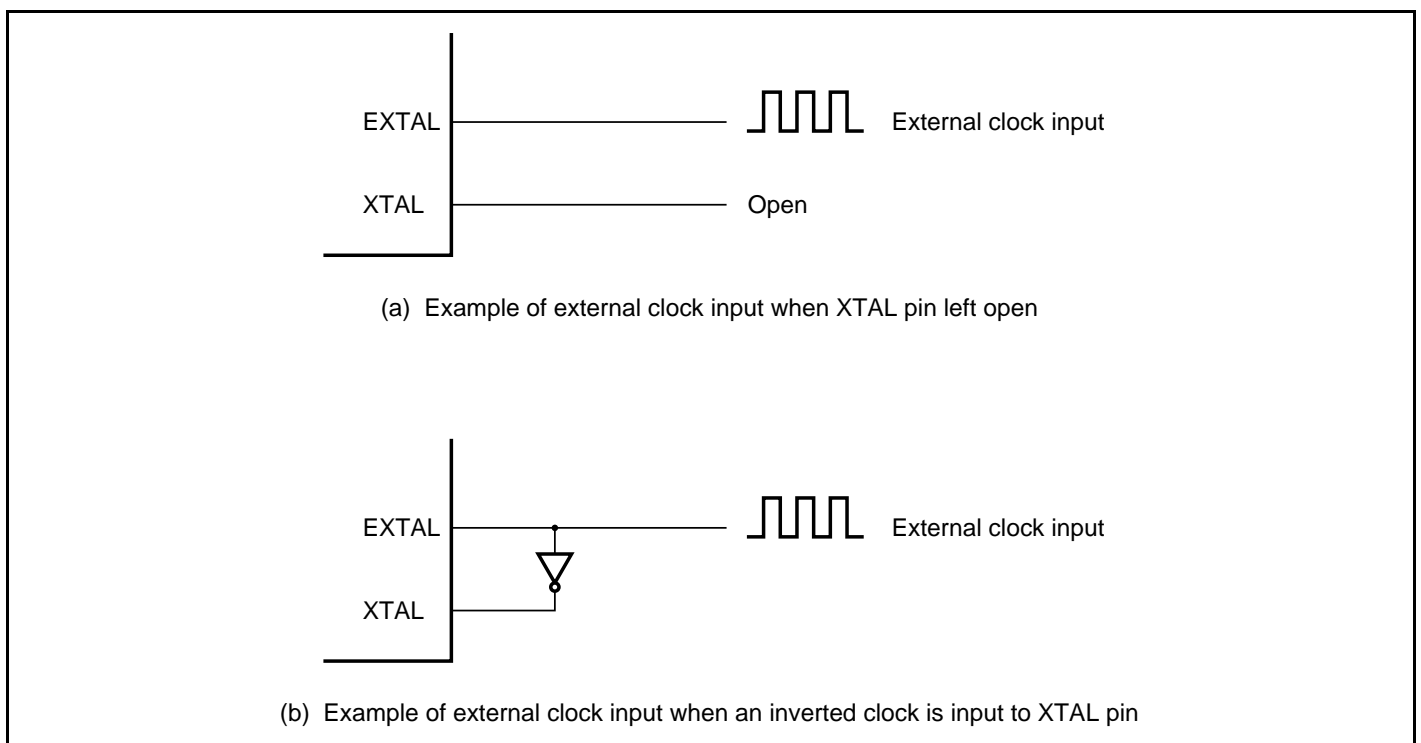 EXTAL
External clock input
XTAL
Open
(a) Example of external clock input when XTAL pin left open
EXTAL
External clock input
XTAL
(b) Example of external clock input when an inverted clock is input to XTAL pin